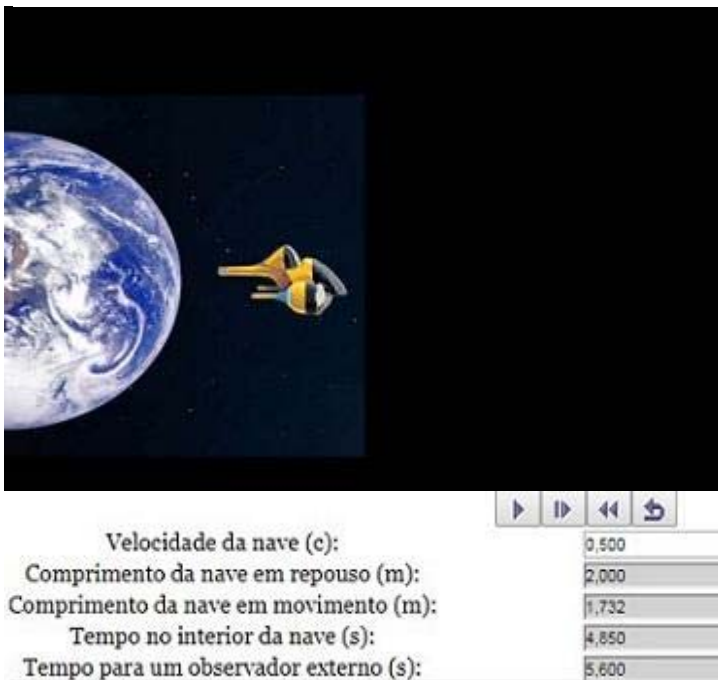 Velocidade da nave (c): 0,500
Comprimento da nave em repouso (m): 2,000
Comprimento da nave em movimento (m): 1,732
Tempo no interior da nave (s): 4,850
Tempo para um observador externo (s): 5,600